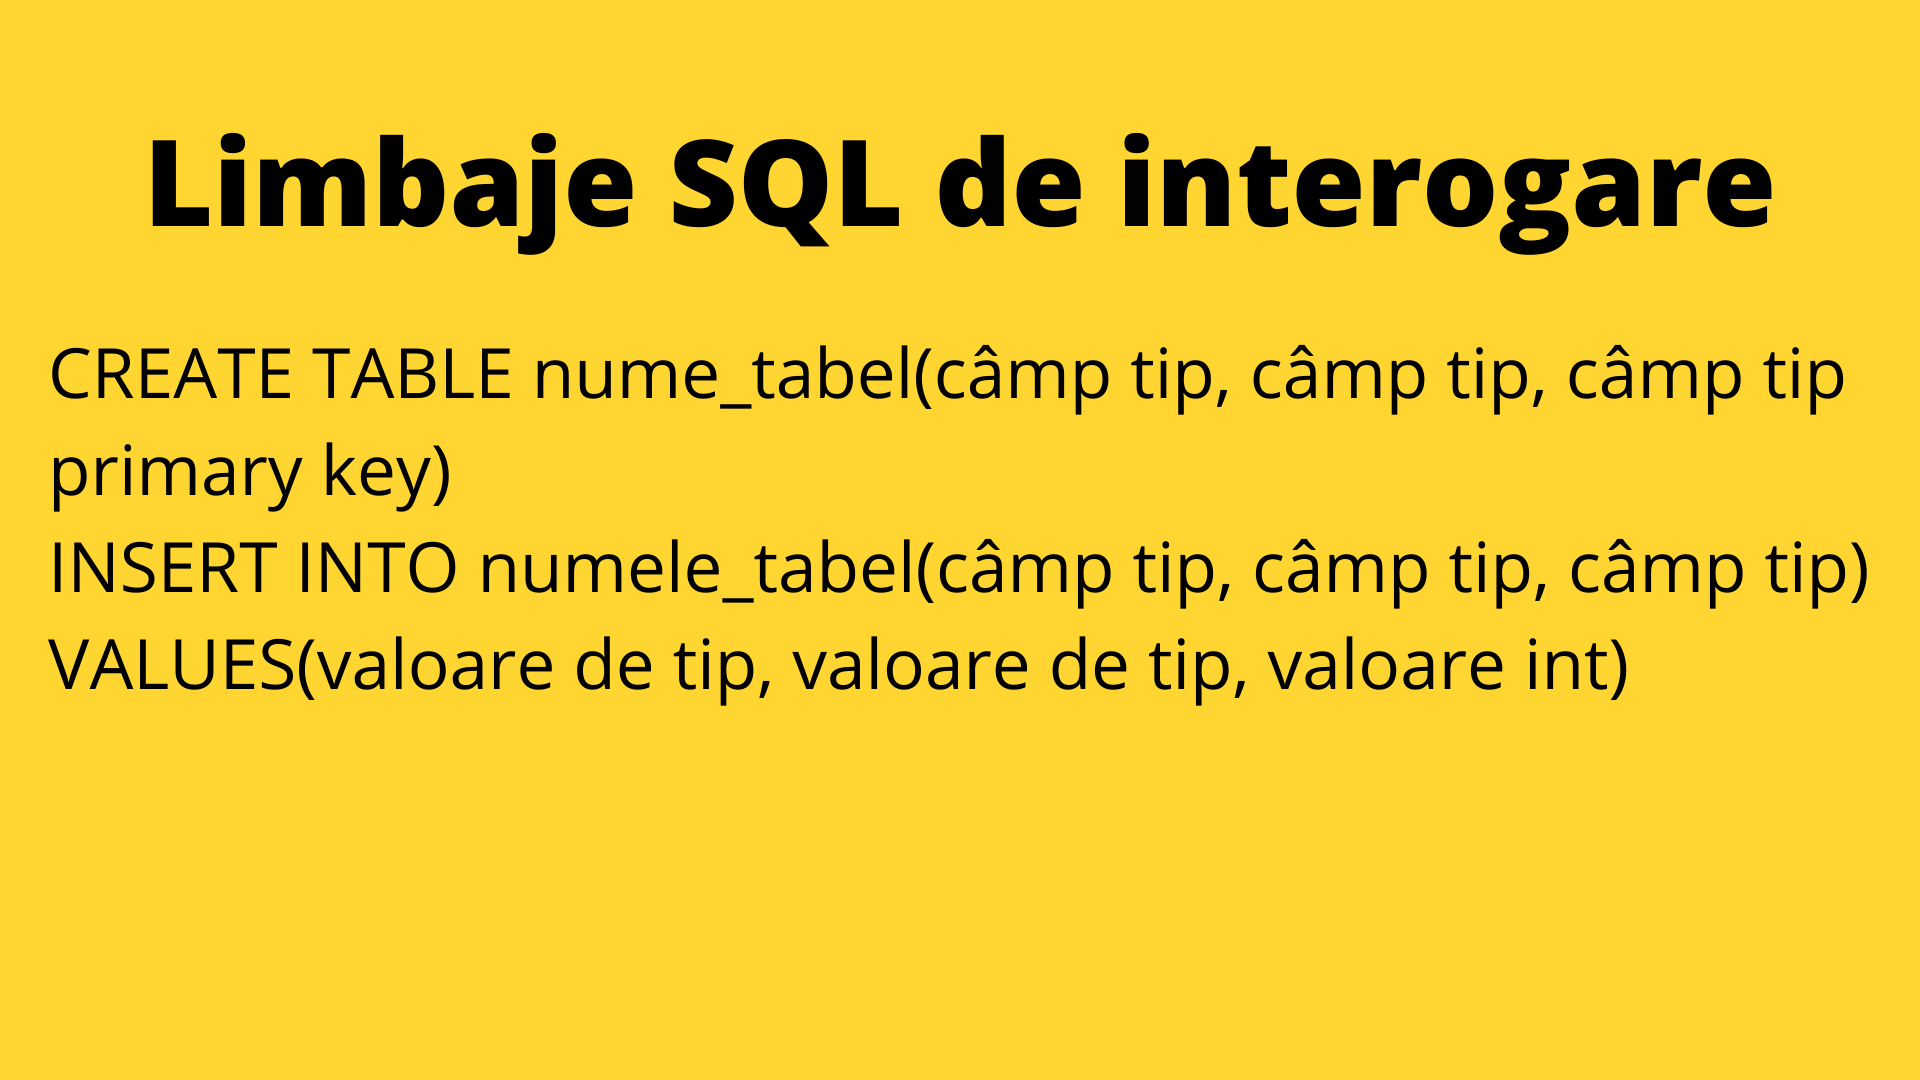 Limbaje SQL de interogare
CREATE TABLE nume_tabel(câmp tip, câmp tip, câmp tip
primary key)
INSERT INTO numele_tabel(câmp tip, câmp tip, câmp tip)
VALUES(valoare de tip, valoare de tip, valoare int)